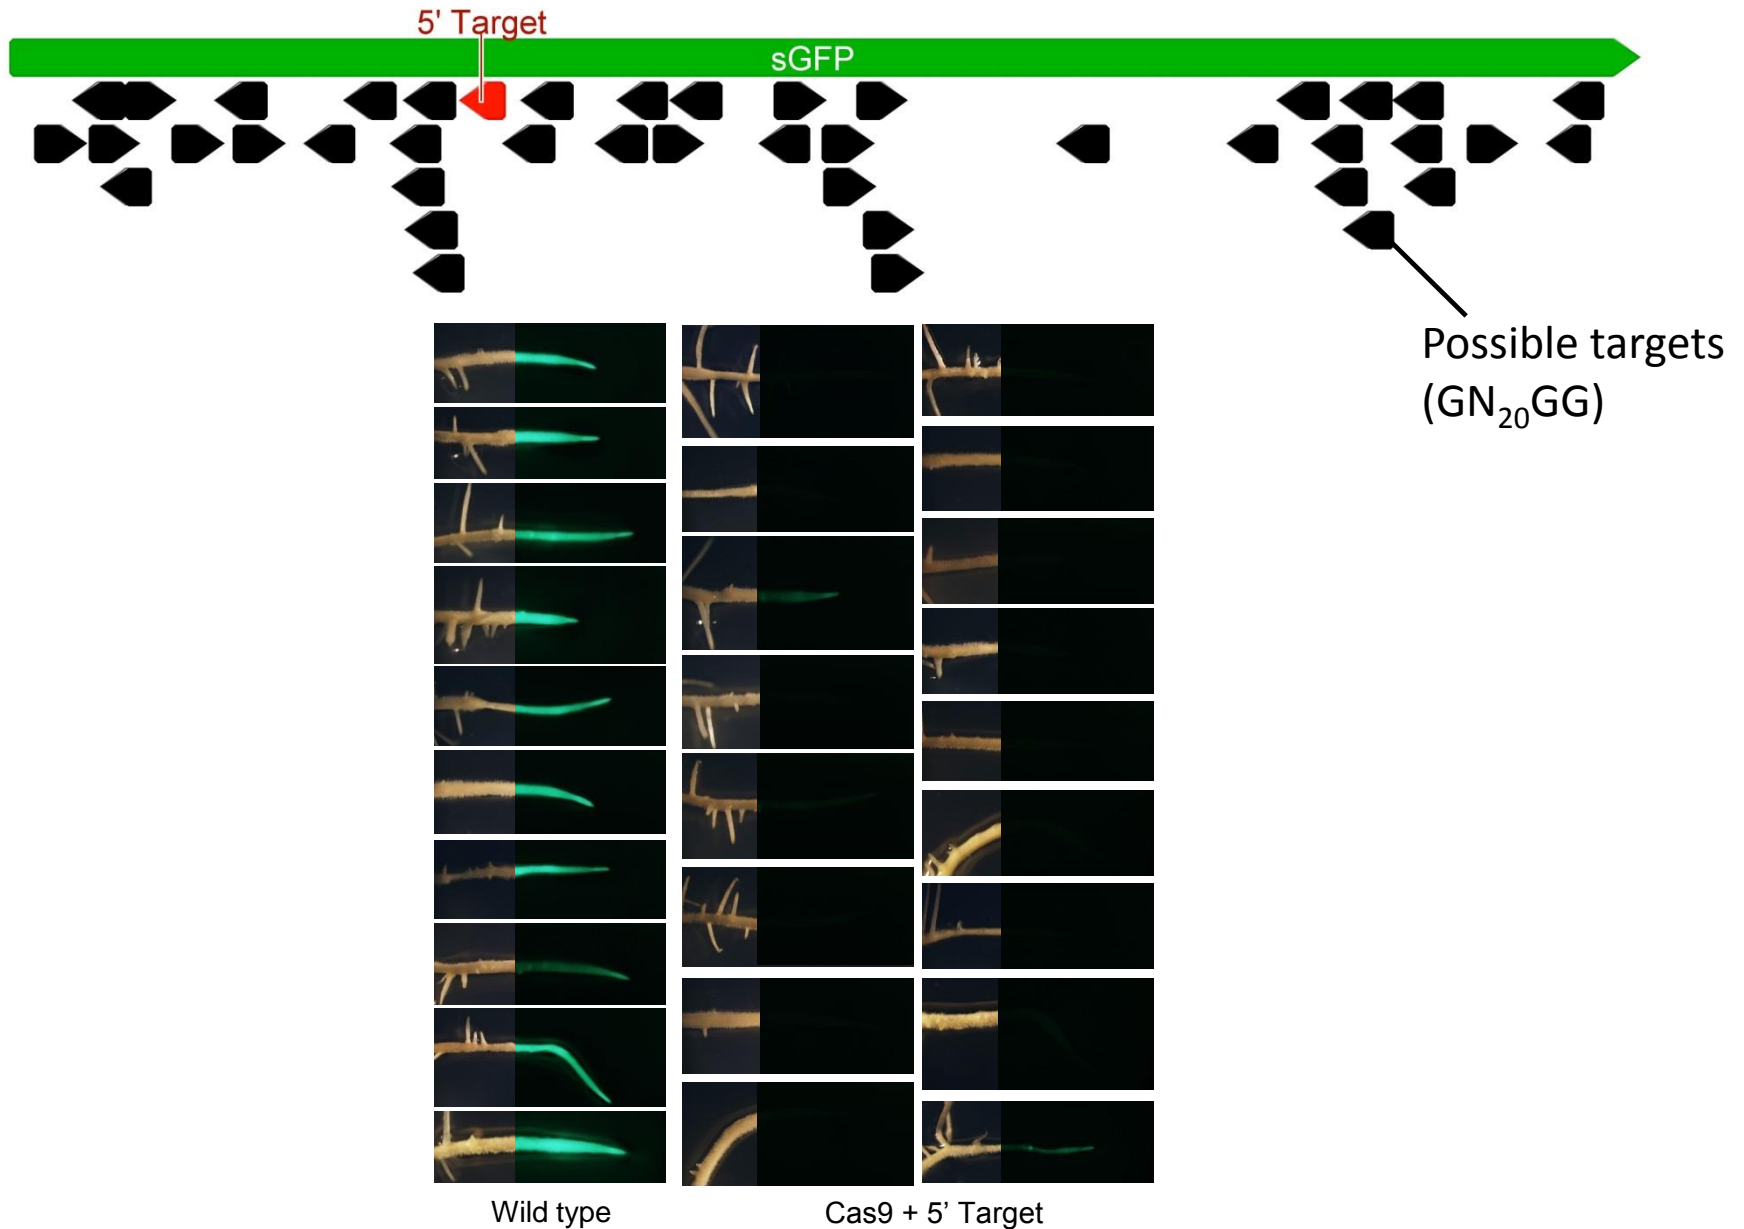 5' Target
sGFP
Possible targets
(GN₂₀GG)
Wild type
Cas9 + 5’ Target